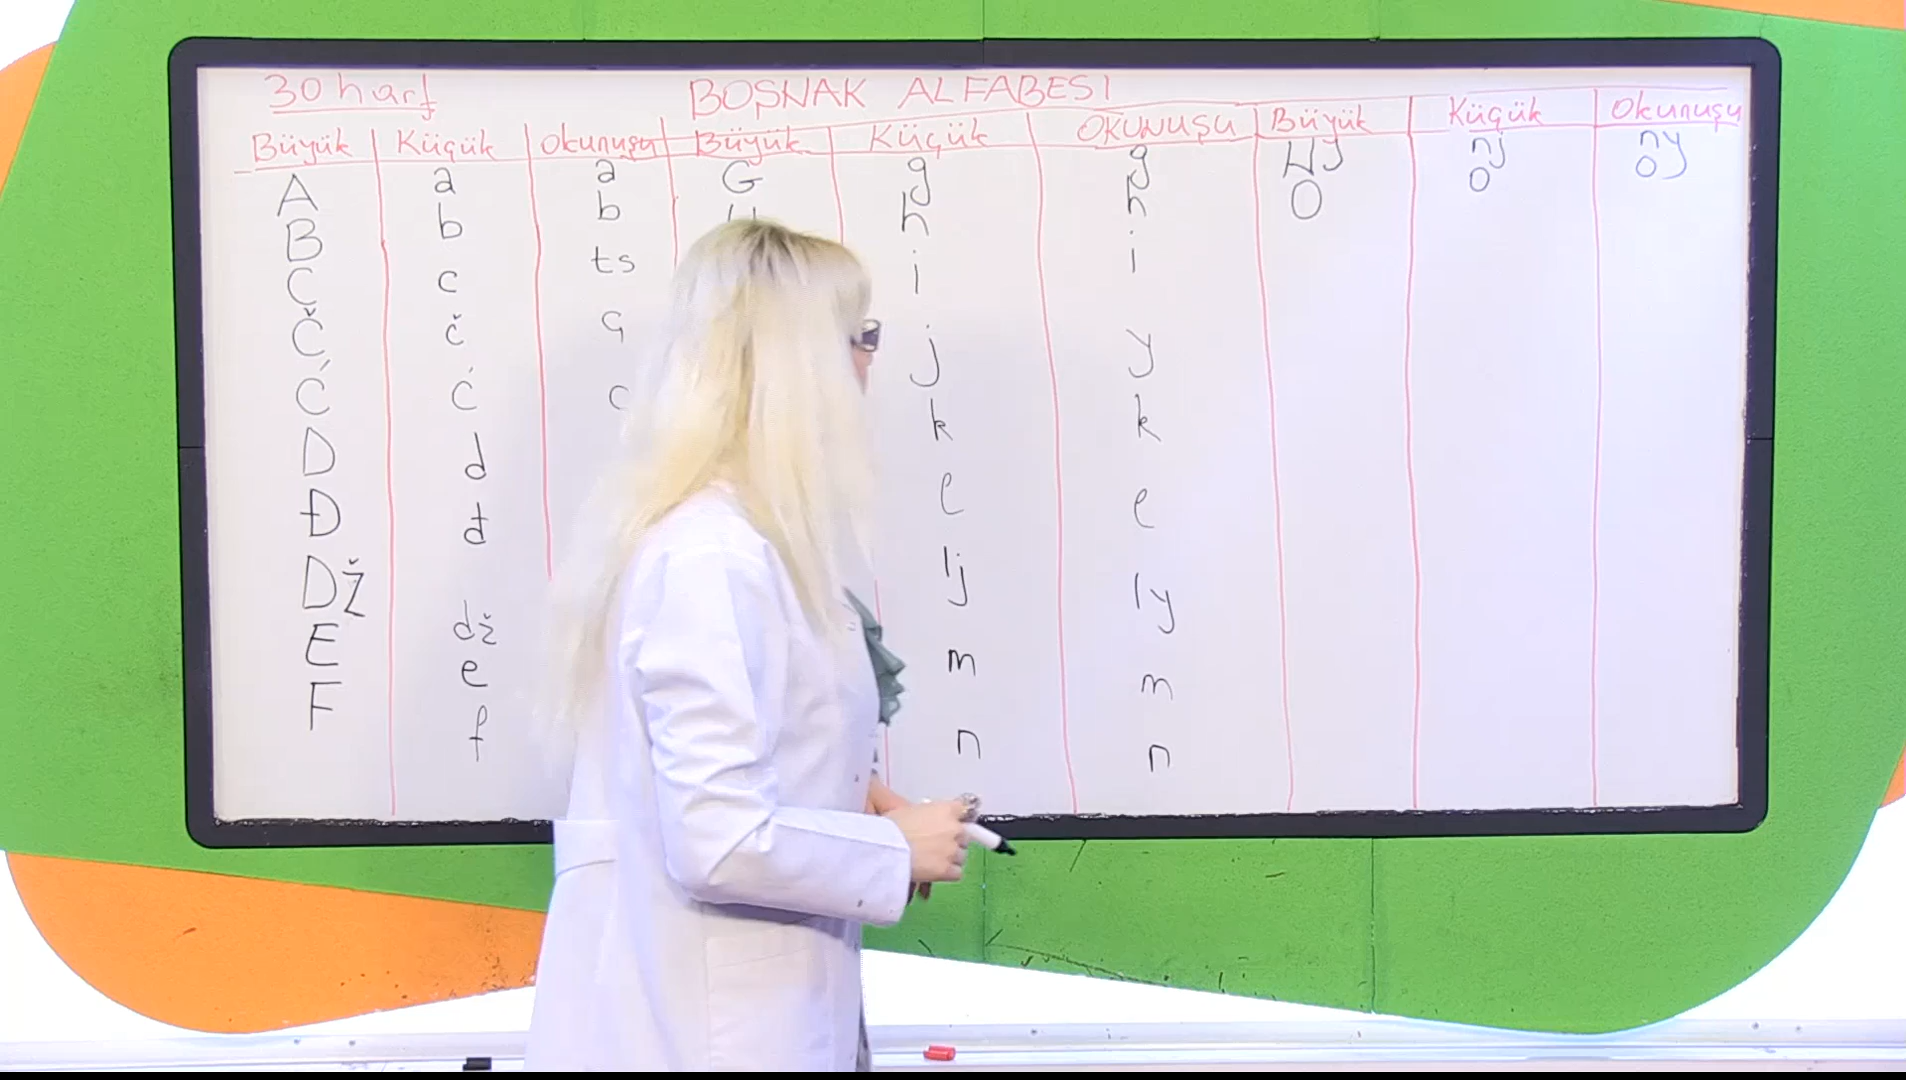 30 harf BOŞNAK ALFABESİ
Büyük Küçük Okunuşu Büyük Küçük OKUNUŞU Büyük Küçük Okunuşu
A a a G g g Nj nj ny
B b b h h O o o
C c ts i i
Č č ç j y
Ć ć k k
D d l l
Đ đ lj ly
DŽ dž m m
E e n n
F f